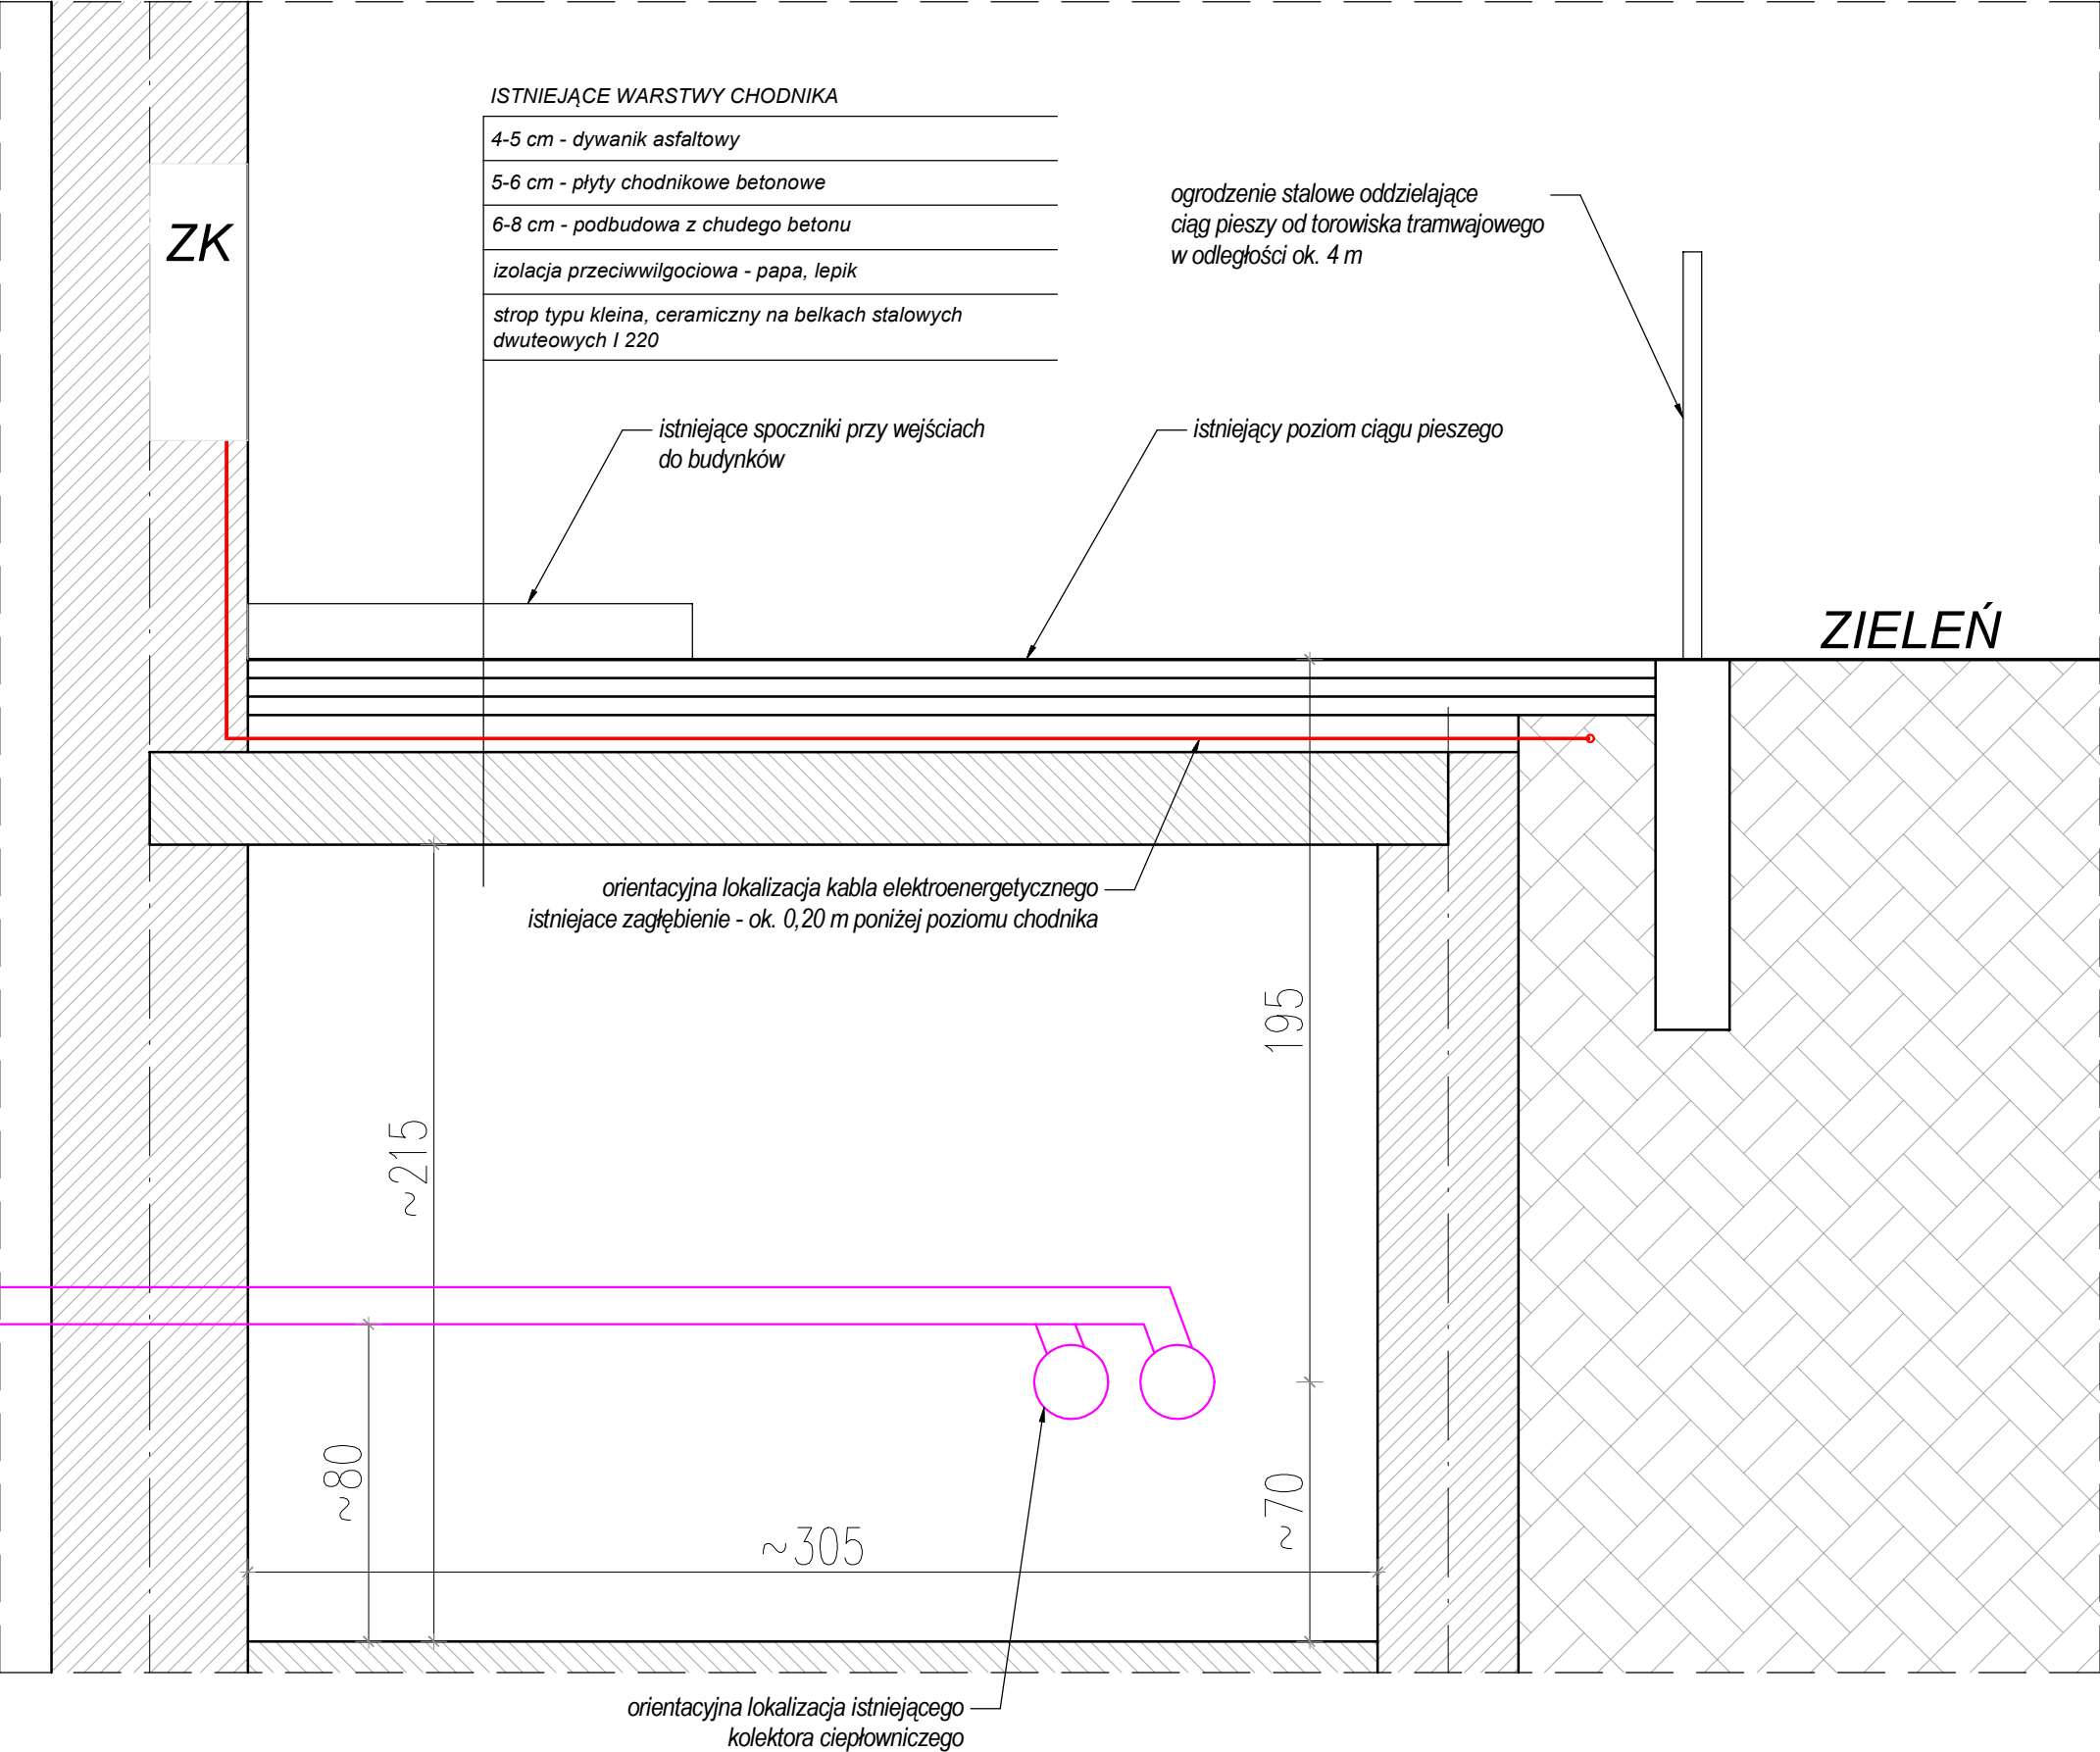 ISTNIEJĄCE WARSTWY CHODNIKA
4-5 cm - dywanik asfaltowy
5-6 cm - płyty chodnikowe betonowe
6-8 cm - podbudowa z chudego betonu
izolacja przeciwwilgociowa - papa, lepik
strop typu kleina, ceramiczny na belkach stalowych
dwuteowych I 220
ogrodzenie stalowe oddzielające
ciąg pieszy od torowiska tramwajowego
w odległości ok. 4 m
ZK
istniejące spoczniki przy wejściach
do budynków
istniejący poziom ciągu pieszego
ZIELEŃ
orientacyjna lokalizacja kabla elektroenergetycznego
istniejace zagłębienie - ok. 0,20 m poniżej poziomu chodnika
195
~215
~80
~70
~305
orientacyjna lokalizacja istniejącego
kolektora ciepłowniczego